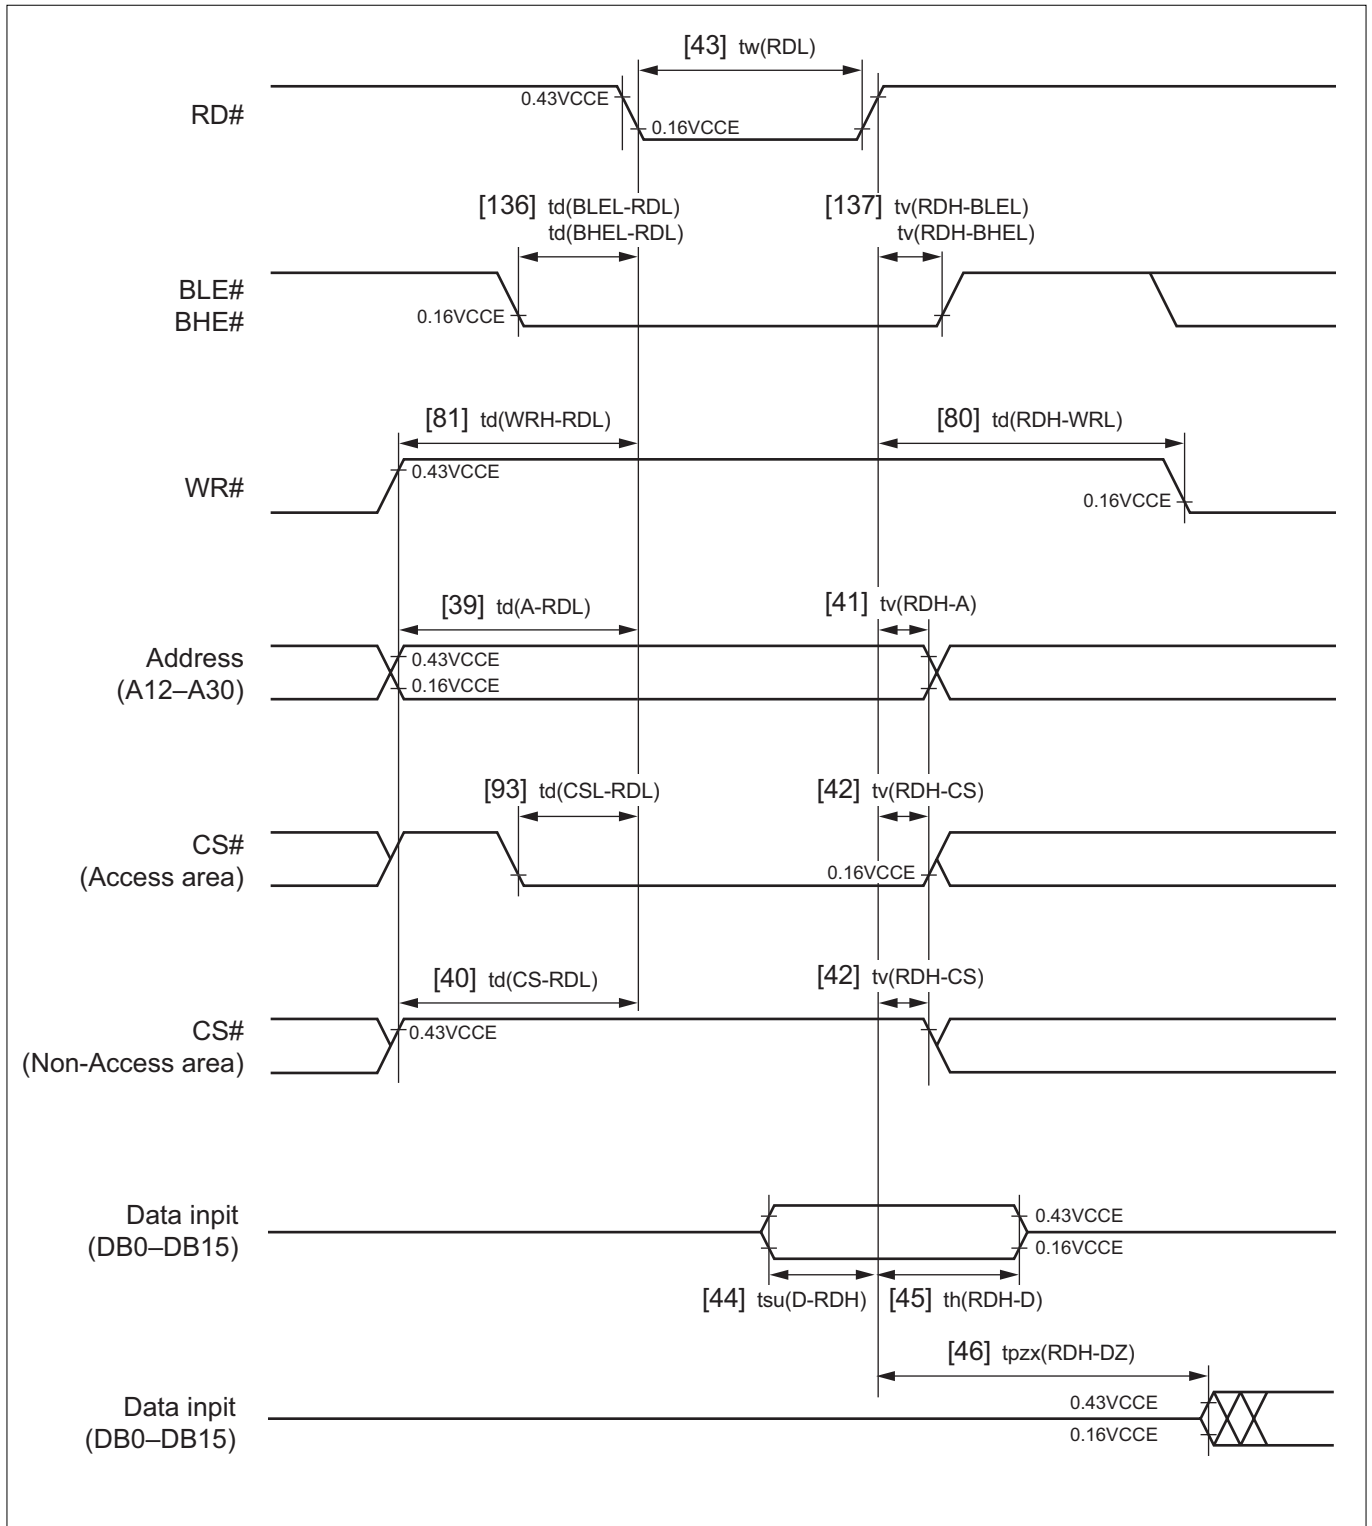 [43] tw(RDL)
RD#
0.43VCCE
0.16VCCE
[136] td(BLEL-RDL)
td(BHEL-RDL)
[137] tv(RDH-BLEL)
tv(RDH-BHEL)
BLE#
BHE#
0.16VCCE
[81] td(WRH-RDL)
[80] td(RDH-WRL)
WR#
0.43VCCE
0.16VCCE
[39] td(A-RDL)
[41] tv(RDH-A)
Address
(A12–A30)
0.43VCCE
0.16VCCE
[93] td(CSL-RDL)
[42] tv(RDH-CS)
CS#
(Access area)
0.16VCCE
[40] td(CS-RDL)
[42] tv(RDH-CS)
CS#
(Non-Access area)
0.43VCCE
Data inpit
(DB0–DB15)
0.43VCCE
0.16VCCE
[44] tsu(D-RDH)
[45] th(RDH-D)
[46] tpzx(RDH-DZ)
Data inpit
(DB0–DB15)
0.43VCCE
0.16VCCE